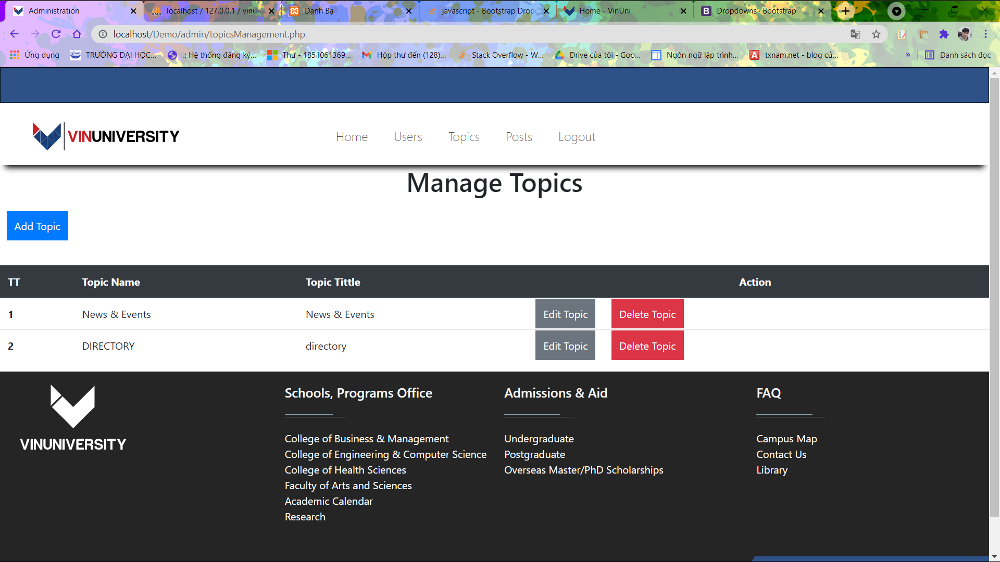 Administration
localhost / 127.0.0.1 / vinun
Danh Bạ
javascript - Bootstrap Drop
Home - VinUni
Dropdowns · Bootstrap
localhost/Demo/admin/topicsManagement.php
Ứng dụng
TRƯỜNG ĐẠI HỌC...
.: Hệ thống đăng ký...
Thư - 1851061369...
Hộp thư đến (128)...
Stack Overflow - W...
Drive của tôi - Goo...
Ngôn ngữ lập trình...
txnam.net - blog củ...
»
Danh sách đọc
VINUNIVERSITY
Home
Users
Topics
Posts
Logout
Manage Topics
Add Topic
TT Topic Name Topic Tittle Action
1 News & Events News & Events Edit Topic Delete Topic
2 DIRECTORY directory Edit Topic Delete Topic
VINUNIVERSITY
Schools, Programs Office
College of Business & Management
College of Engineering & Computer Science
College of Health Sciences
Faculty of Arts and Sciences
Academic Calendar
Research
Admissions & Aid
Undergraduate
Postgraduate
Overseas Master/PhD Scholarships
FAQ
Campus Map
Contact Us
Library